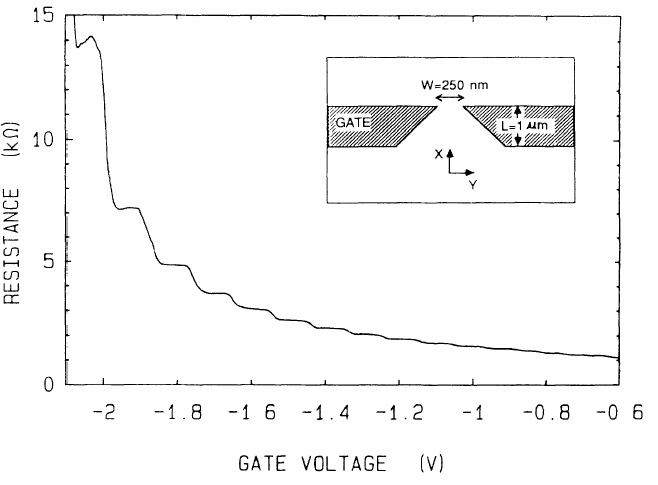 15
10
5
0
RESISTANCE (kΩ)
W=250 nm
GATE
L=1 μm
X
Y
-2 -1.8 -1 6 -1.4 -1.2 -1 -0.8 -0 6
GATE VOLTAGE (V)